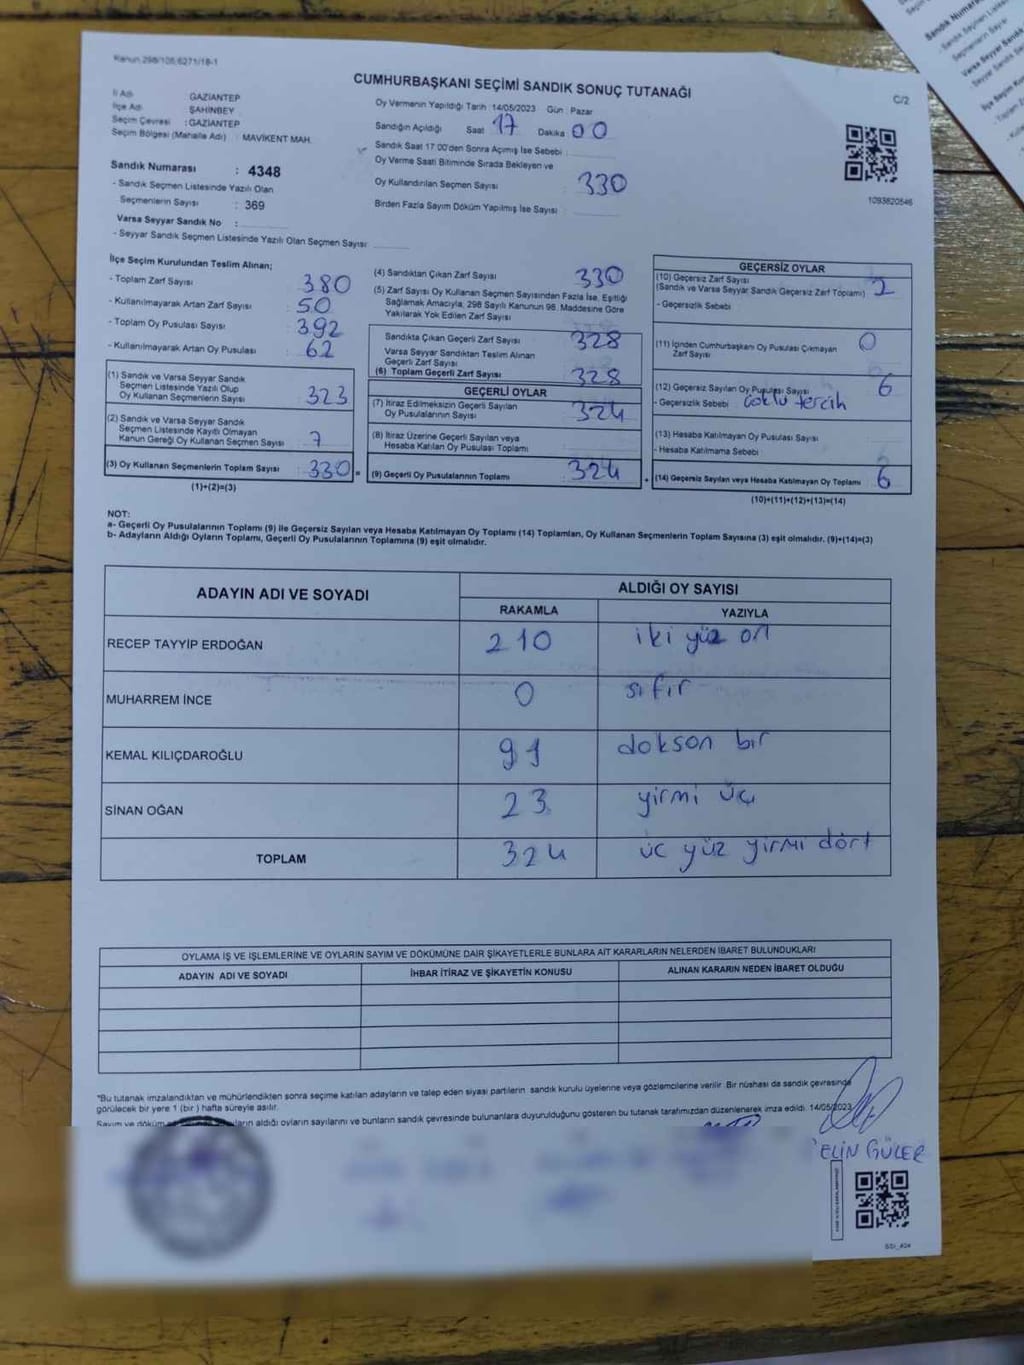 Kanun 298/105,6271/18-1
CUMHURBAŞKANI SEÇİMİ SANDIK SONUÇ TUTANAĞI
C/2
İl Adı : GAZİANTEP
İlçe Adı : ŞAHİNBEY
Seçim Çevresi : GAZİANTEP
Seçim Bölgesi (Mahalle Adı) : MAVİKENT MAH.
Sandık Numarası : 4348
- Sandık Seçmen Listesinde Yazılı Olan
Seçmenlerin Sayısı : 369
Varsa Seyyar Sandık No :
- Seyyar Sandık Seçmen Listesinde Yazılı Olan Seçmen Sayısı:
Oy Vermenin Yapıldığı Tarih : 14/05/2023 Gün : Pazar
Sandığın Açıldığı Saat 17 Dakika 00
Sandık Saat 17:00'den Sonra Açımış İse Sebebi :
Oy Verme Saati Bitiminde Sırada Bekleyen ve
Oy Kullandırılan Seçmen Sayısı : 330
Birden Fazla Sayım Döküm Yapılmış İse Sayısı :
1093820546
İlçe Seçim Kurulundan Teslim Alınan;
- Toplam Zarf Sayısı : 380
- Kullanılmayarak Artan Zarf Sayısı : 50
- Toplam Oy Pusulası Sayısı : 392
- Kullanılmayarak Artan Oy Pusulası : 62
(1) Sandık ve Varsa Seyyar Sandık
Seçmen Listesinde Yazılı Olup
Oy Kullanan Seçmenlerin Sayısı : 323
(2) Sandık ve Varsa Seyyar Sandık
Seçmen Listesinde Kayıtlı Olmayan
Kanun Gereği Oy Kullanan Seçmen Sayısı : 7
(3) Oy Kullanan Seçmenlerin Toplam Sayısı : 330
(1)+(2)=(3)
(4) Sandıktan Çıkan Zarf Sayısı : 330
(5) Zarf Sayısı Oy Kullanan Seçmen Sayısından Fazla İse, Eşitliği
Sağlamak Amacıyla, 298 Sayılı Kanunun 98. Maddesine Göre
Yakılarak Yok Edilen Zarf Sayısı :
Sandıkta Çıkan Geçerli Zarf Sayısı : 328
Varsa Seyyar Sandıktan Teslim Alınan
Geçerli Zarf Sayısı :
(6) Toplam Geçerli Zarf Sayısı : 328
GEÇERLİ OYLAR
(7) İtiraz Edilmeksizin Geçerli Sayılan
Oy Pusulalarının Sayısı : 324
(8) İtiraz Üzerine Geçerli Sayılan veya
Hesaba Katılan Oy Pusulası Toplamı :
(9) Geçerli Oy Pusulalarının Toplamı : 324
GEÇERSİZ OYLAR
(10) Geçersiz Zarf Sayısı
(Sandık ve Varsa Seyyar Sandık Geçersiz Zarf Toplamı) : 2
- Geçersizlik Sebebi :
(11) İçinden Cumhurbaşkanı Oy Pusulası Çıkmayan
Zarf Sayısı : 0
(12) Geçersiz Sayılan Oy Pusulası Sayısı : 6
- Geçersizlik Sebebi : çoklu tercih
(13) Hesaba Katılmayan Oy Pusulası Sayısı :
- Hesaba Katılmama Sebebi :
(14) Geçersiz Sayılan veya Hesaba Katılmayan Oy Toplamı : 6
(10)+(11)+(12)+(13)=(14)
NOT:
a- Geçerli Oy Pusulalarının Toplamı (9) ile Geçersiz Sayılan veya Hesaba Katılmayan Oy Toplamı (14) Toplamları, Oy Kullanan Seçmenlerin Toplam Sayısına (3) eşit olmalıdır. (9)+(14)=(3)
b- Adayların Aldığı Oyların Toplamı, Geçerli Oy Pusulalarının Toplamına (9) eşit olmalıdır.
ADAYIN ADI VE SOYADI ALDIĞI OY SAYISI
RAKAMLA YAZIYLA
RECEP TAYYİP ERDOĞAN 210 iki yüz on
MUHARREM İNCE 0 sıfır
KEMAL KILIÇDAROĞLU 91 doksan bir
SİNAN OĞAN 23 yirmi üç
TOPLAM 324 üc yüz yirmi dört
OYLAMA İŞ VE İŞLEMLERİNE VE OYLARIN SAYIM VE DÖKÜMÜNE DAİR ŞİKAYETLERLE BUNLARA AİT KARARLARIN NELERDEN İBARET BULUNDUKLARI
ADAYIN ADI VE SOYADI İHBAR İTİRAZ VE ŞİKAYETİN KONUSU ALINAN KARARIN NEDEN İBARET OLDUĞU
*Bu tutanak imzalandıktan ve mühürlendikten sonra seçime katılan adayların ve talep eden siyasi partilerin sandık kurulu üyelerine veya gözlemcilerine verilir. Bir nüshası da sandık çevresinde
görülecek bir yere 1 (bir) hafta süreyle asılır.
Sayım ve döküm aldığı oyların sayılarını ve bunların sandık çevresinde bulunanlara duyurulduğunu gösteren bu tutanak tarafımızdan düzenlenerek imza edildi. 14/05/2023
ELİN GÜLER